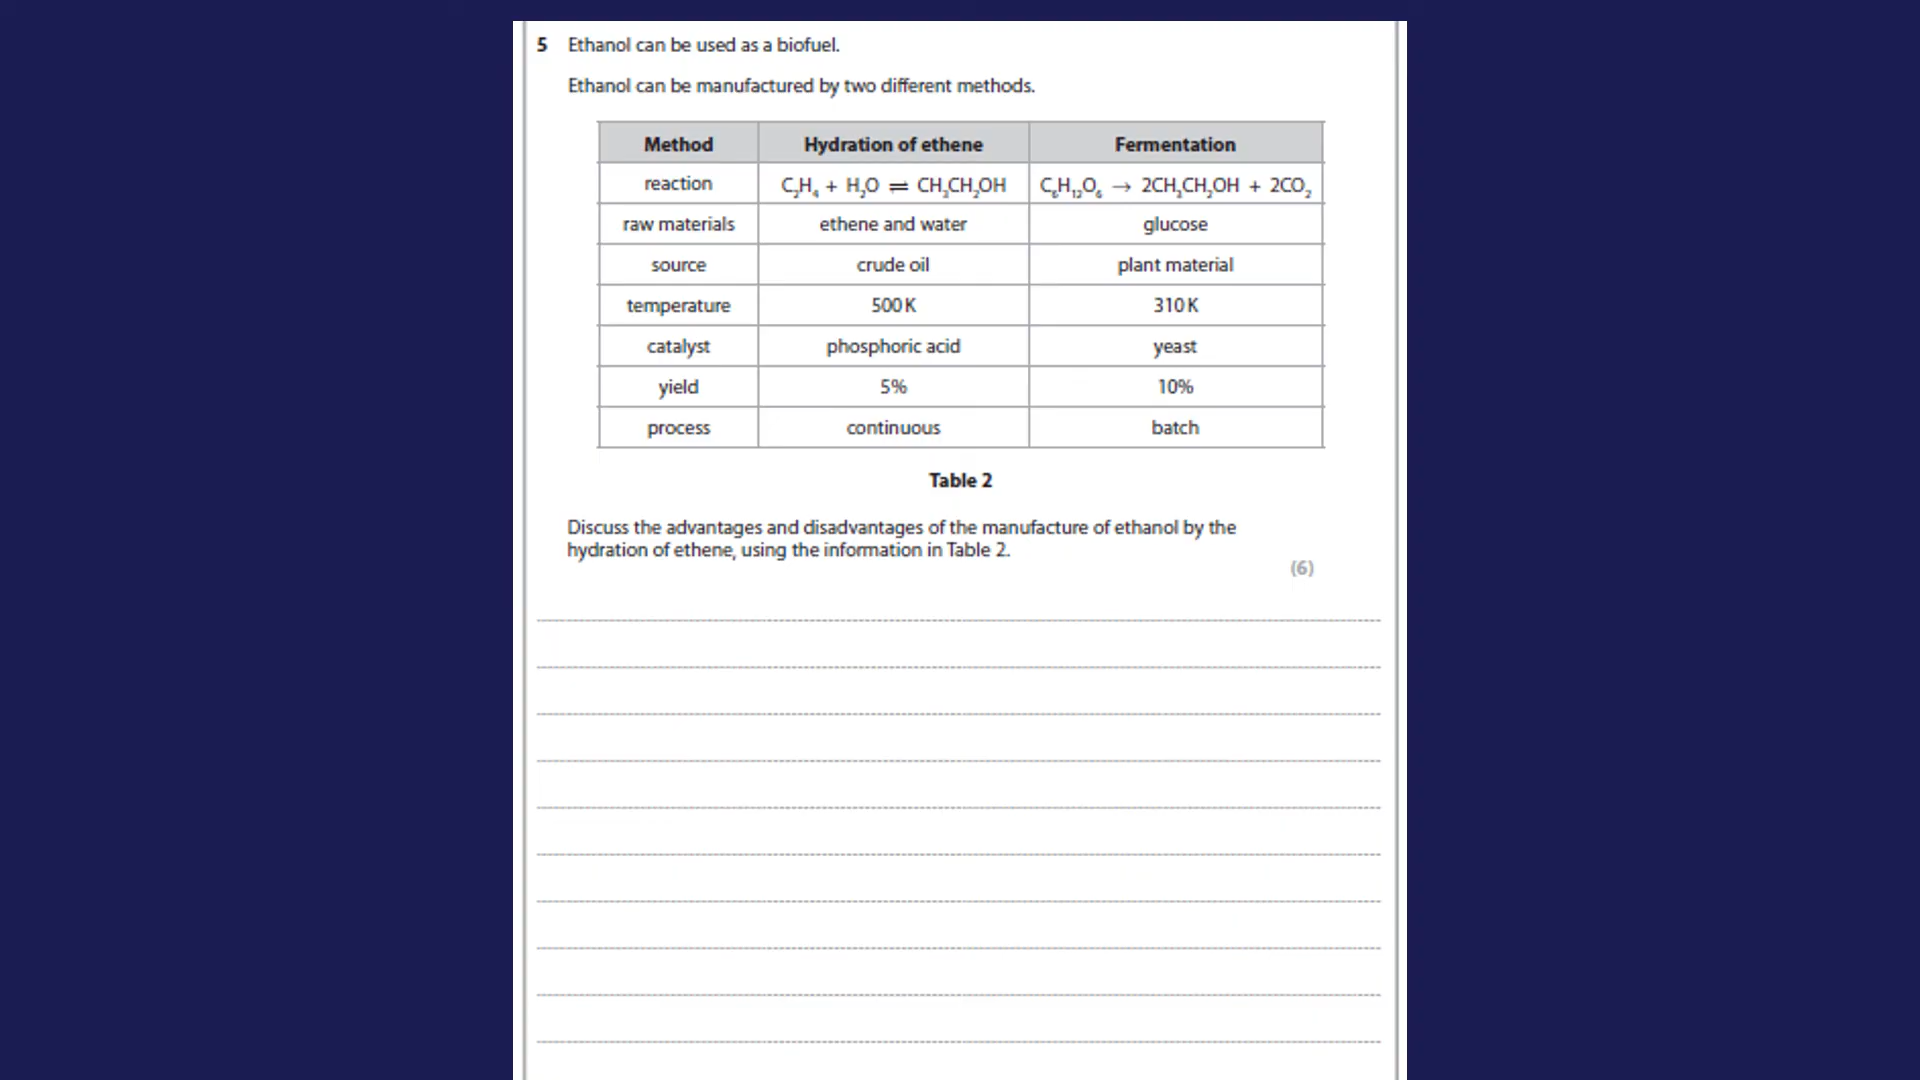 5 Ethanol can be used as a biofuel.
Ethanol can be manufactured by two different methods.
Method Hydration of ethene Fermentation
reaction C₂H₄ + H₂O ⇌ CH₃CH₂OH C₆H₁₂O₆ → 2CH₃CH₂OH + 2CO₂
raw materials ethene and water glucose
source crude oil plant material
temperature 500 K 310 K
catalyst phosphoric acid yeast
yield 5% 10%
process continuous batch
Table 2
Discuss the advantages and disadvantages of the manufacture of ethanol by the
hydration of ethene, using the information in Table 2.
(6)